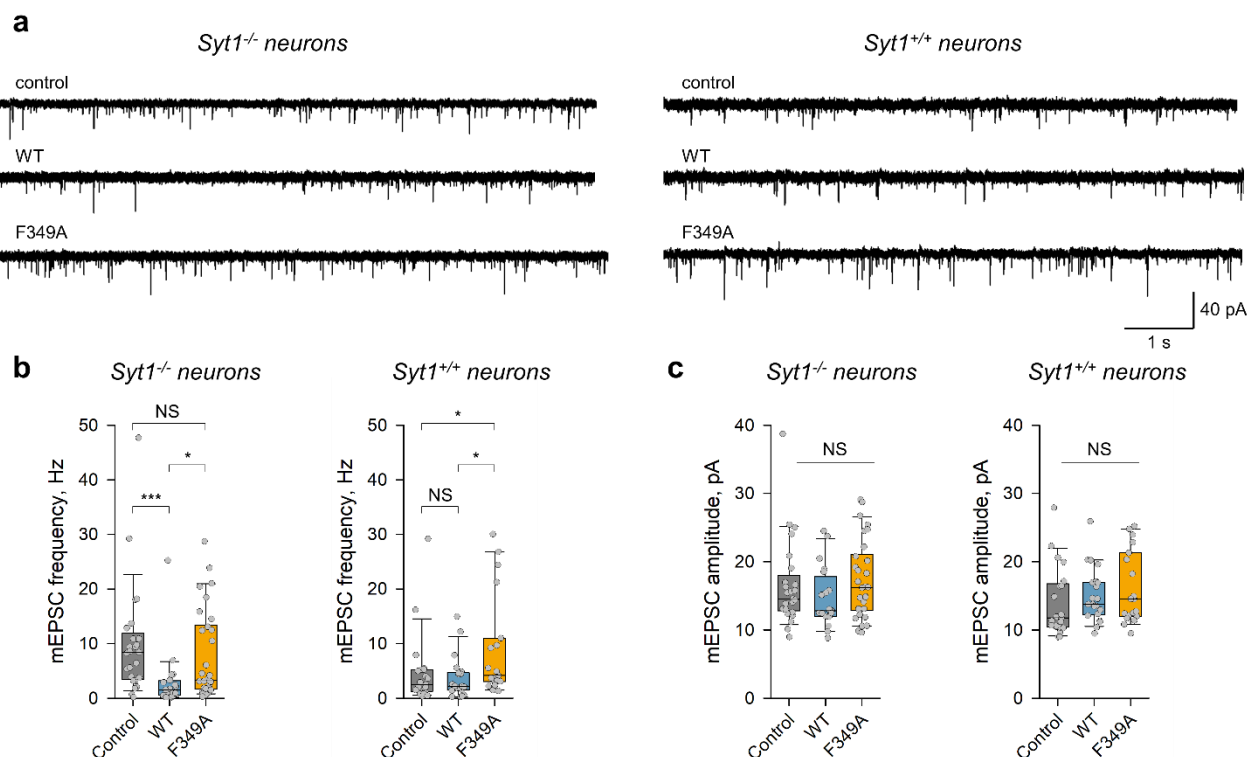 a
Syt1-/- neurons
Syt1+/+ neurons
control
WT
F349A
control
WT
F349A
40 pA
1 s
b
Syt1-/- neurons
Syt1+/+ neurons
mEPSC frequency, Hz
50
40
30
20
10
0
NS
*
***
Control
WT
F349A
mEPSC frequency, Hz
50
40
30
20
10
0
*
*
NS
Control
WT
F349A
c
Syt1-/- neurons
Syt1+/+ neurons
mEPSC amplitude, pA
40
30
20
10
0
NS
Control
WT
F349A
mEPSC amplitude, pA
40
30
20
10
0
NS
Control
WT
F349A